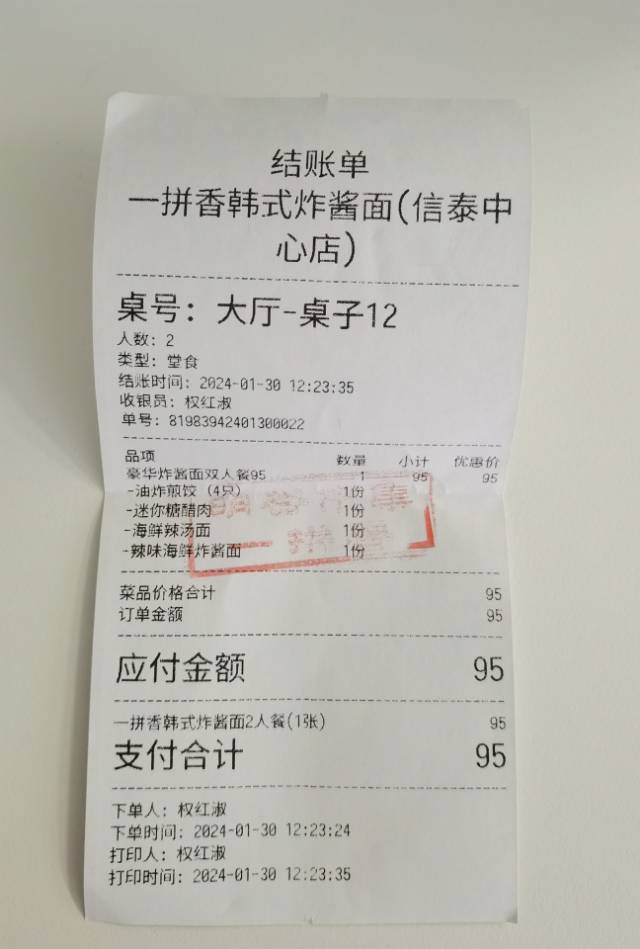 结账单
一拼香韩式炸酱面(信泰中
心店)
桌号: 大厅-桌子12
人数: 2
类型: 堂食
结账时间: 2024-01-30 12:23:35
收银员: 权红淑
单号: 81983942401300022
品项 数量 小计 优惠价
豪华炸酱面双人餐95 1 95 95
-油炸煎饺 (4只) 1份
-迷你糖醋肉 1份
-海鲜辣汤面 1份
-辣味海鲜炸酱面 1份
菜品价格合计 95
订单金额 95
应付金额 95
一拼香韩式炸酱面2人餐(1张) 95
支付合计 95
下单人: 权红淑
下单时间: 2024-01-30 12:23:24
打印人: 权红淑
打印时间: 2024-01-30 12:23:35